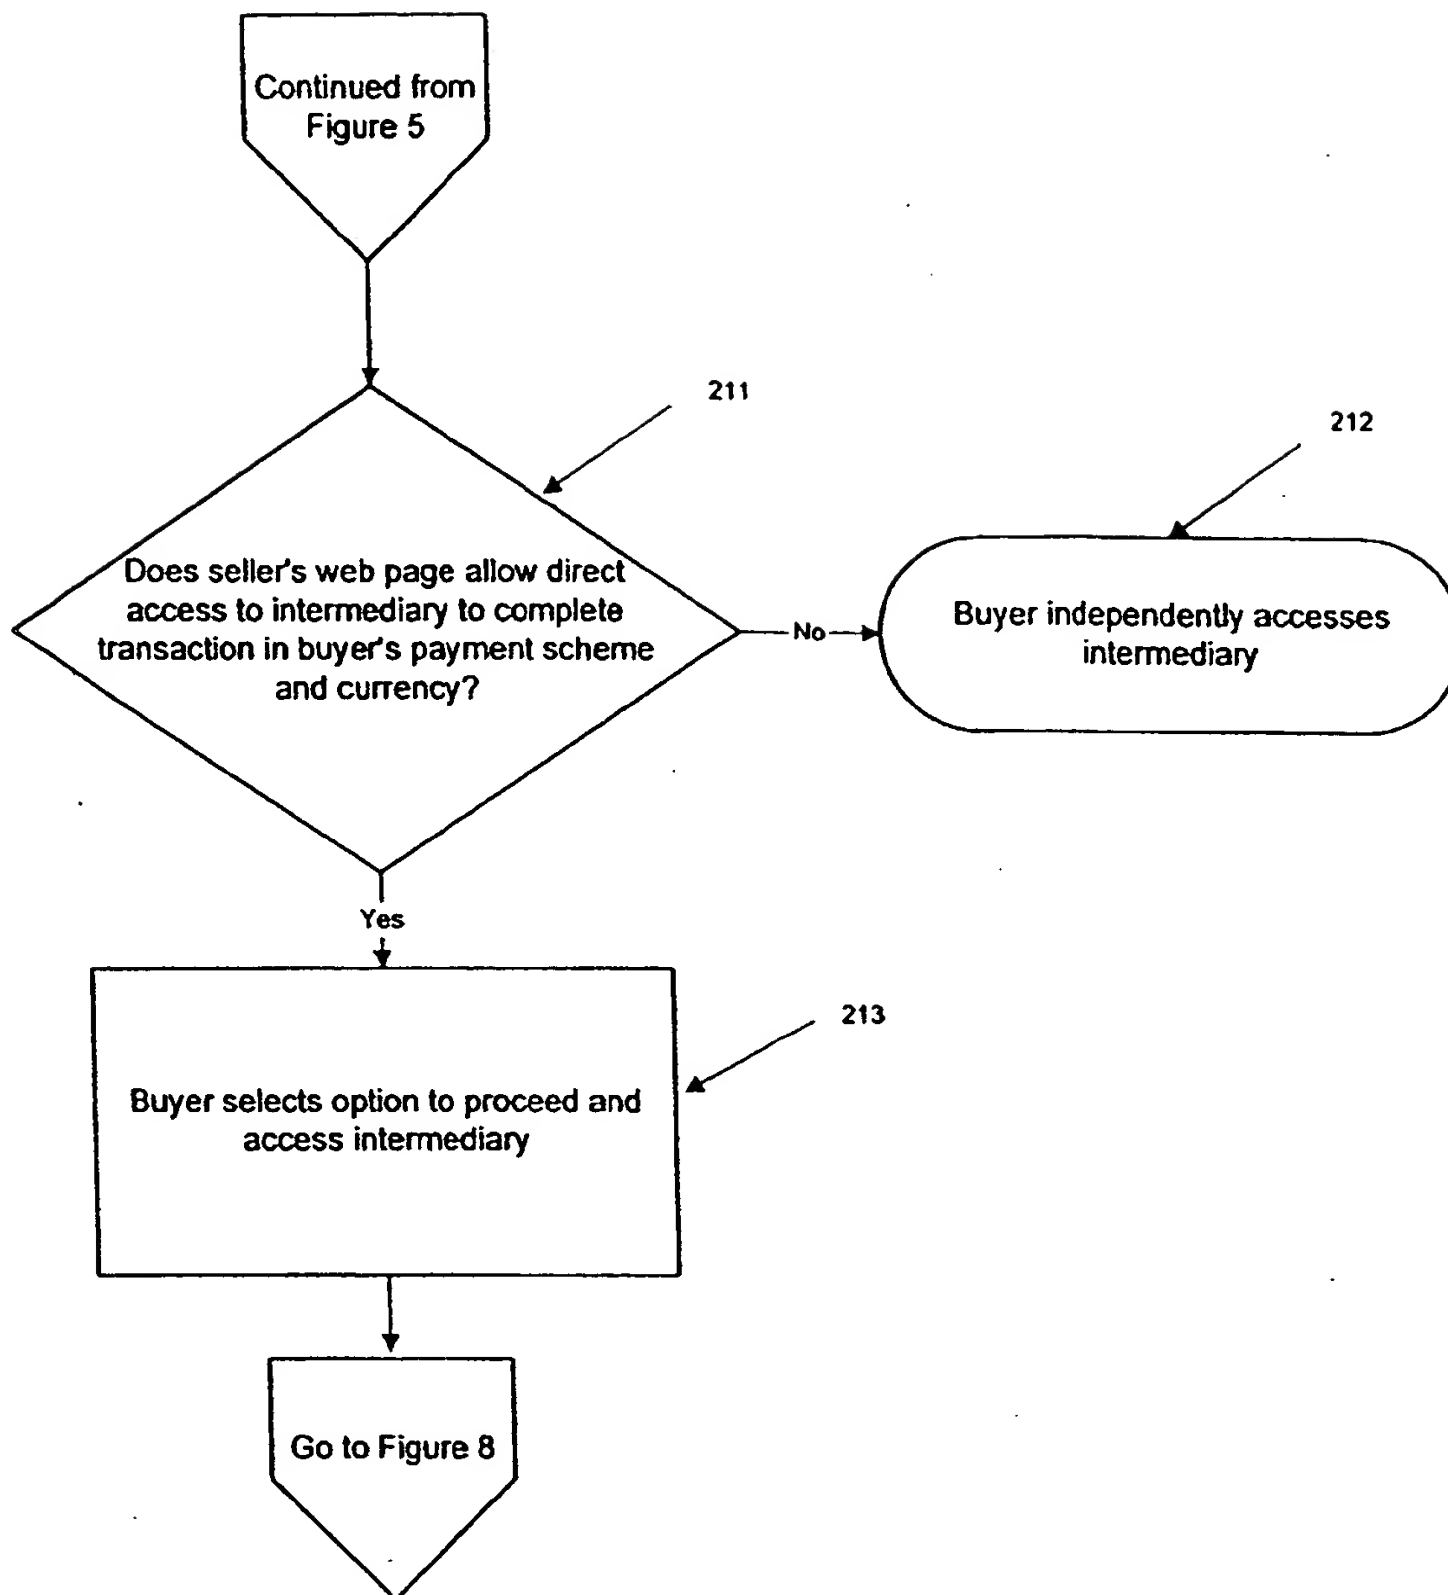 Continued from
Figure 5
211
212
Does seller's web page allow direct
access to intermediary to complete
transaction in buyer's payment scheme
and currency?
No
Buyer independently accesses
intermediary
Yes
213
Buyer selects option to proceed and
access intermediary
Go to Figure 8